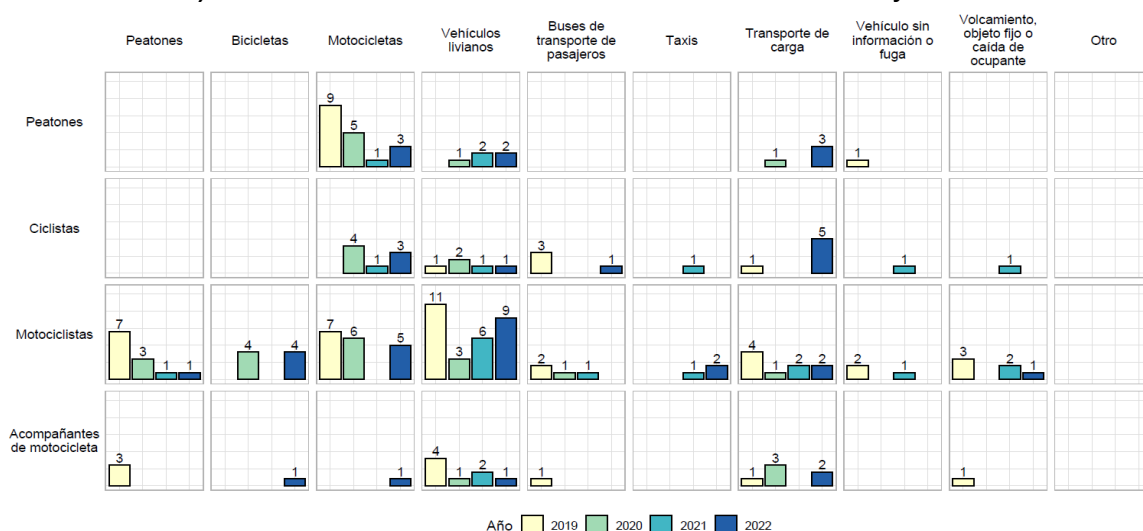 Peatones
Bicicletas
Motocicletas
Vehículos
livianos
Buses de
transporte de
pasajeros
Taxis
Transporte de
carga
Vehículo sin
información o
fuga
Volcamiento,
objeto fijo o
caída de
ocupante
Otro
Peatones
9 5 1 3
1 2 2
1 3
1
Ciclistas
4 1 3
1 2 1 1
3 1
1
1 5
1
1
Motociclistas
7 3 1 1
4 4
7 6 5
11 3 6 9
2 1 1
1 2
4 1 2 2
2 1
3 2 1
Acompañantes
de motocicleta
3
1
1
4 1 2 1
1
1 3 2
1
Año 2019 2020 2021 2022